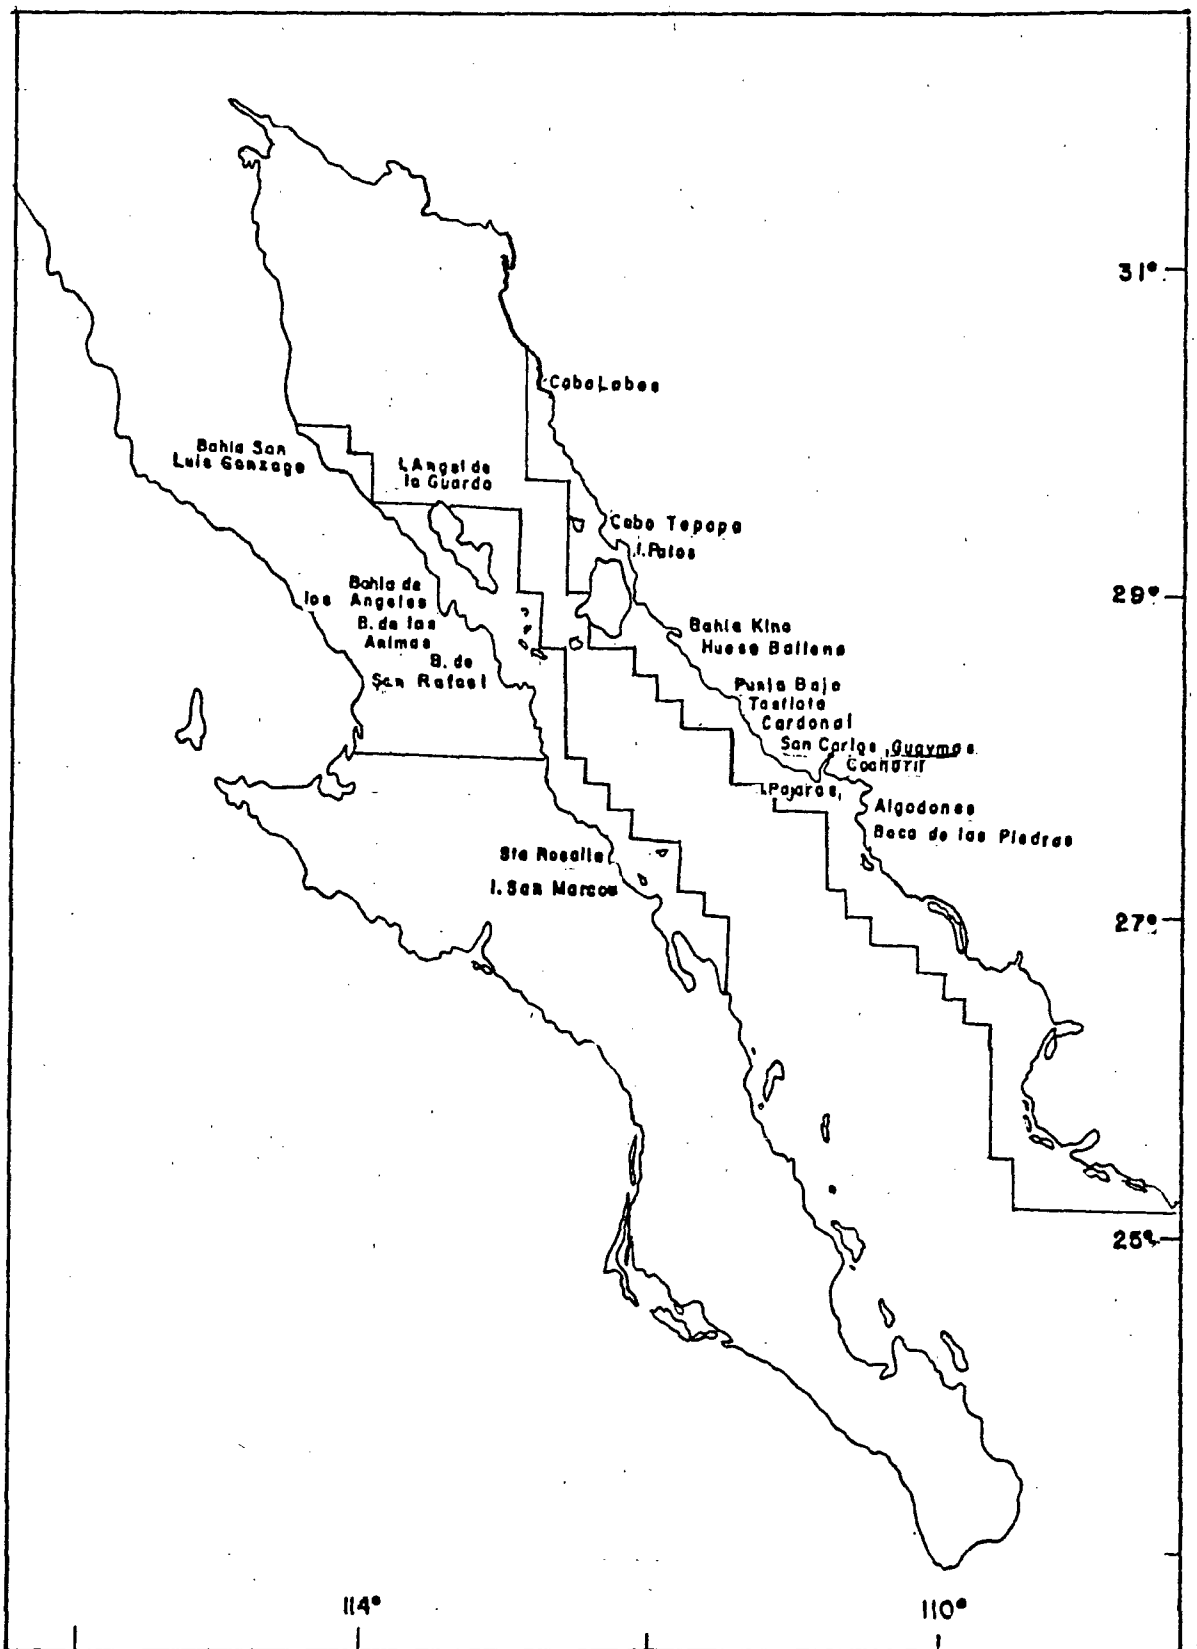 31°
Cabo Lobos
Bahia San
Luis Gonzaga
I. Angel de
la Guarda
Cabo Tepopa
I. Patos
Bahia de
los Angeles
29°
B. de las
Animas
Bahia Kino
Hueso Ballena
B. de
San Rafael
Punta Baja
Tastiota
Cardonal
San Carlos, Guaymas
I. Pajaros,
Algodones
Boca de las Piedras
Sta Rosalia
I. San Marcos
27°
25°
114°
110°